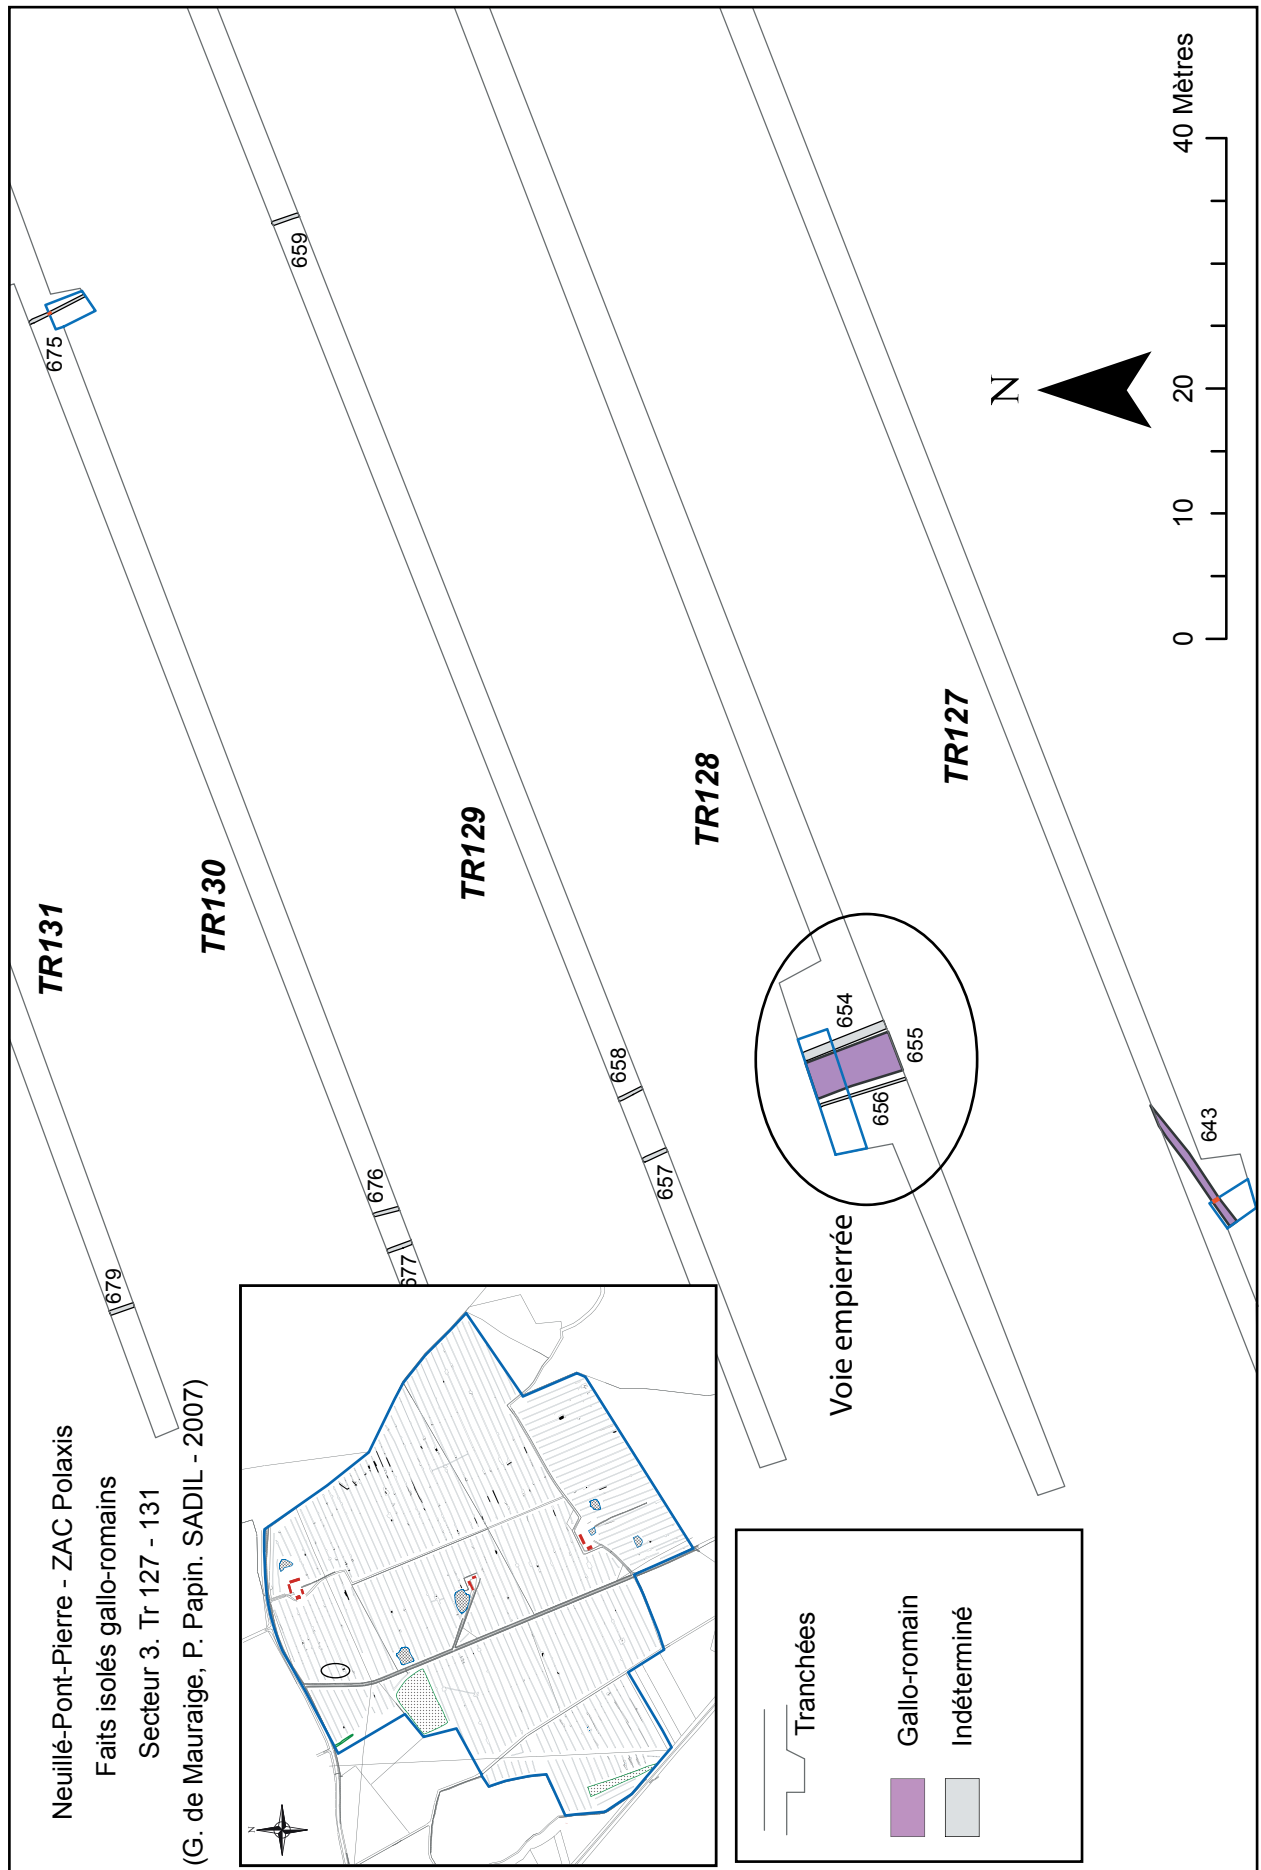 Neuillé-Pont-Pierre - ZAC Polaxis
Faits isolés gallo-romains
Secteur 3. Tr 127 - 131
(G. de Mauraige, P. Papin. SADIL - 2007)
TR131
679
TR130
675
676
677
TR129
659
658
657
TR128
654
655
656
Voie empierrée
TR127
643
N
N
0
10
20
40 Mètres
Tranchées
Gallo-romain
Indéterminé